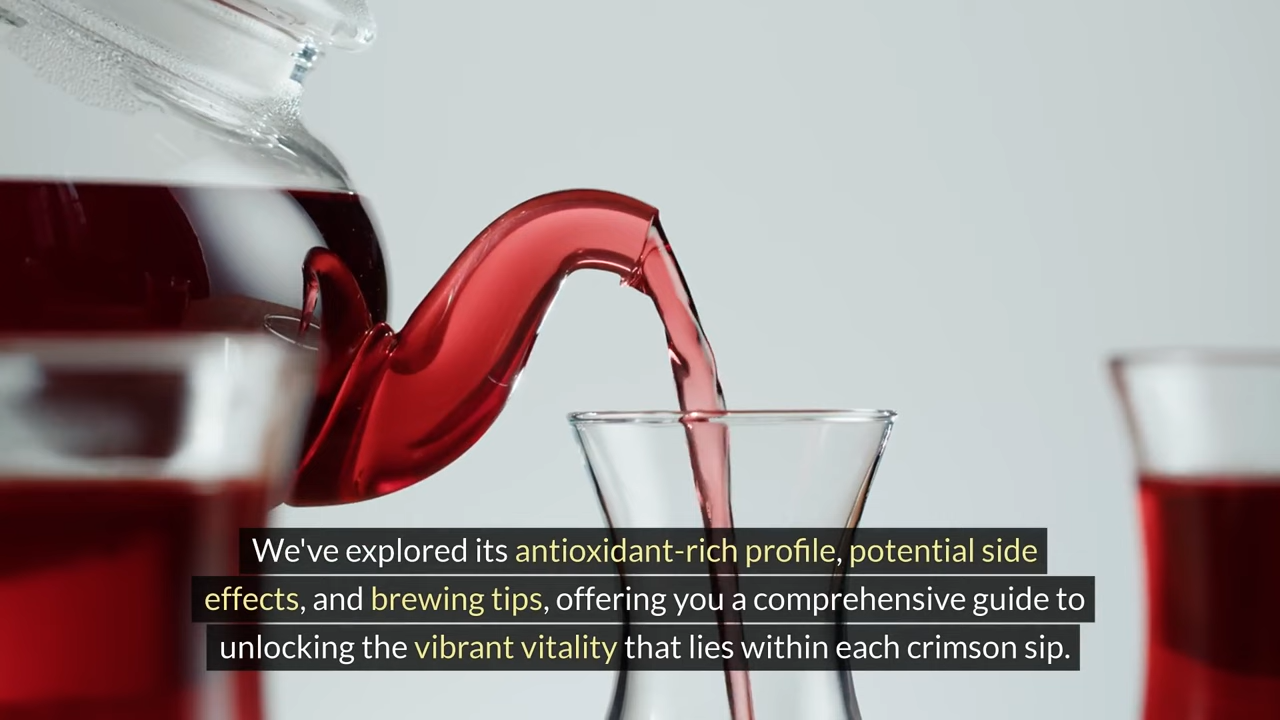 We've explored its antioxidant-rich profile, potential side
effects, and brewing tips, offering you a comprehensive guide to
unlocking the vibrant vitality that lies within each crimson sip.